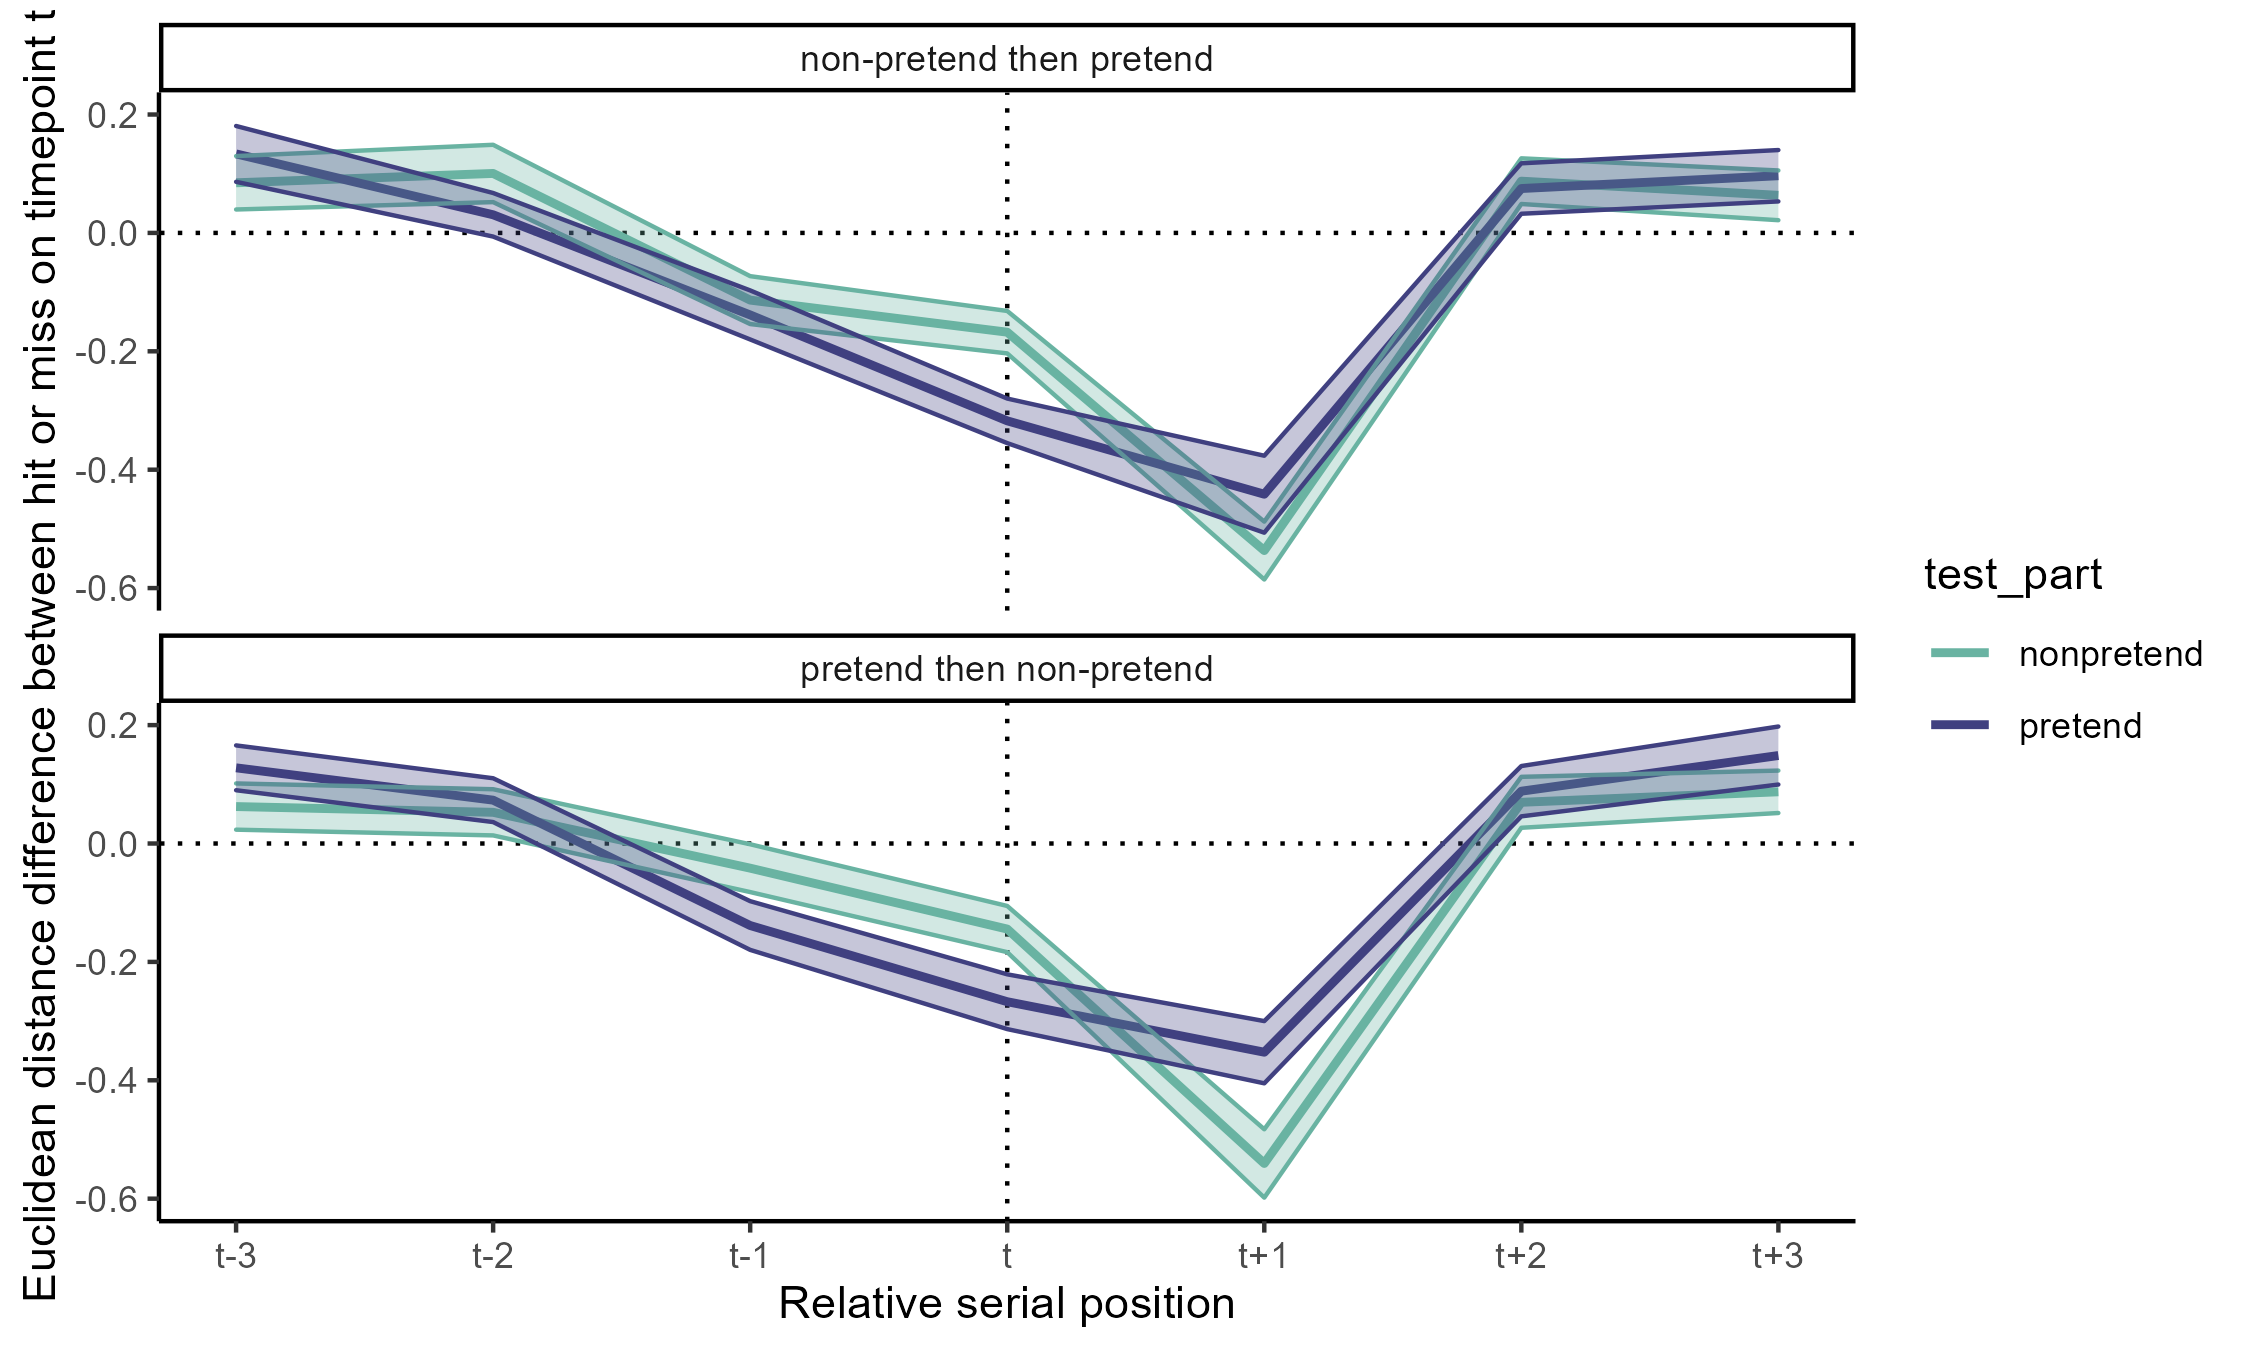 Euclidean distance difference between hit or miss on timepoint t
non-pretend then pretend
0.2
0.0
-0.2
-0.4
-0.6
pretend then non-pretend
0.2
0.0
-0.2
-0.4
-0.6
t-3 t-2 t-1 t t+1 t+2 t+3
Relative serial position
test_part
nonpretend
pretend